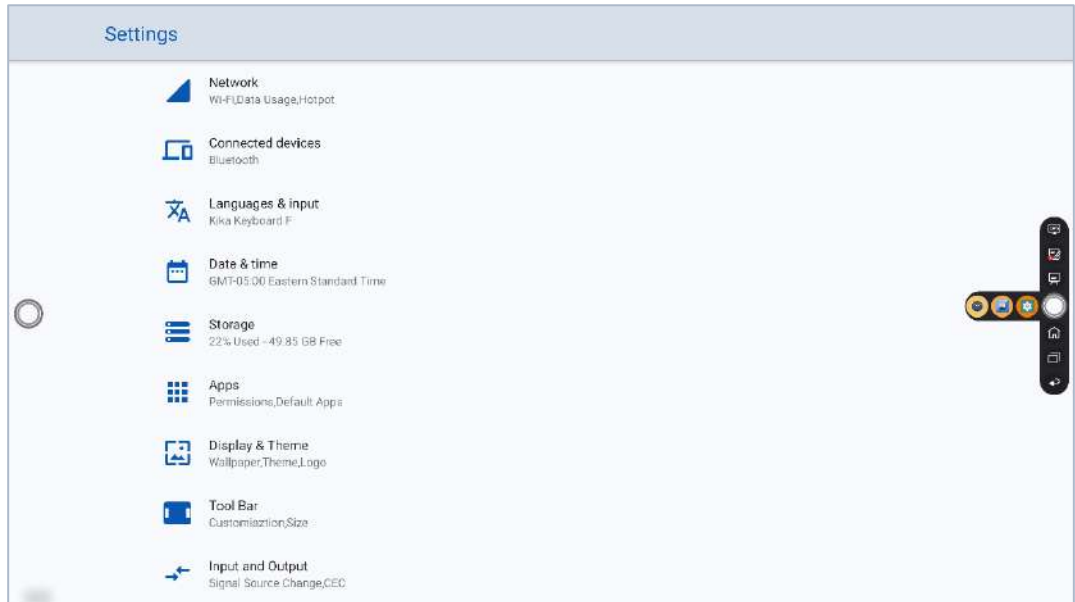 Settings
Network
Wi-Fi,Data Usage,Hotpot
Connected devices
Bluetooth
Languages & input
Kika Keyboard F
Date & time
GMT-05:00 Eastern Standard Time
Storage
22% Used - 49.85 GB Free
Apps
Permissions,Default Apps
Display & Theme
Wallpaper,Theme,Logo
Tool Bar
Customiaztion,Size
Input and Output
Signal Source Change,CEC